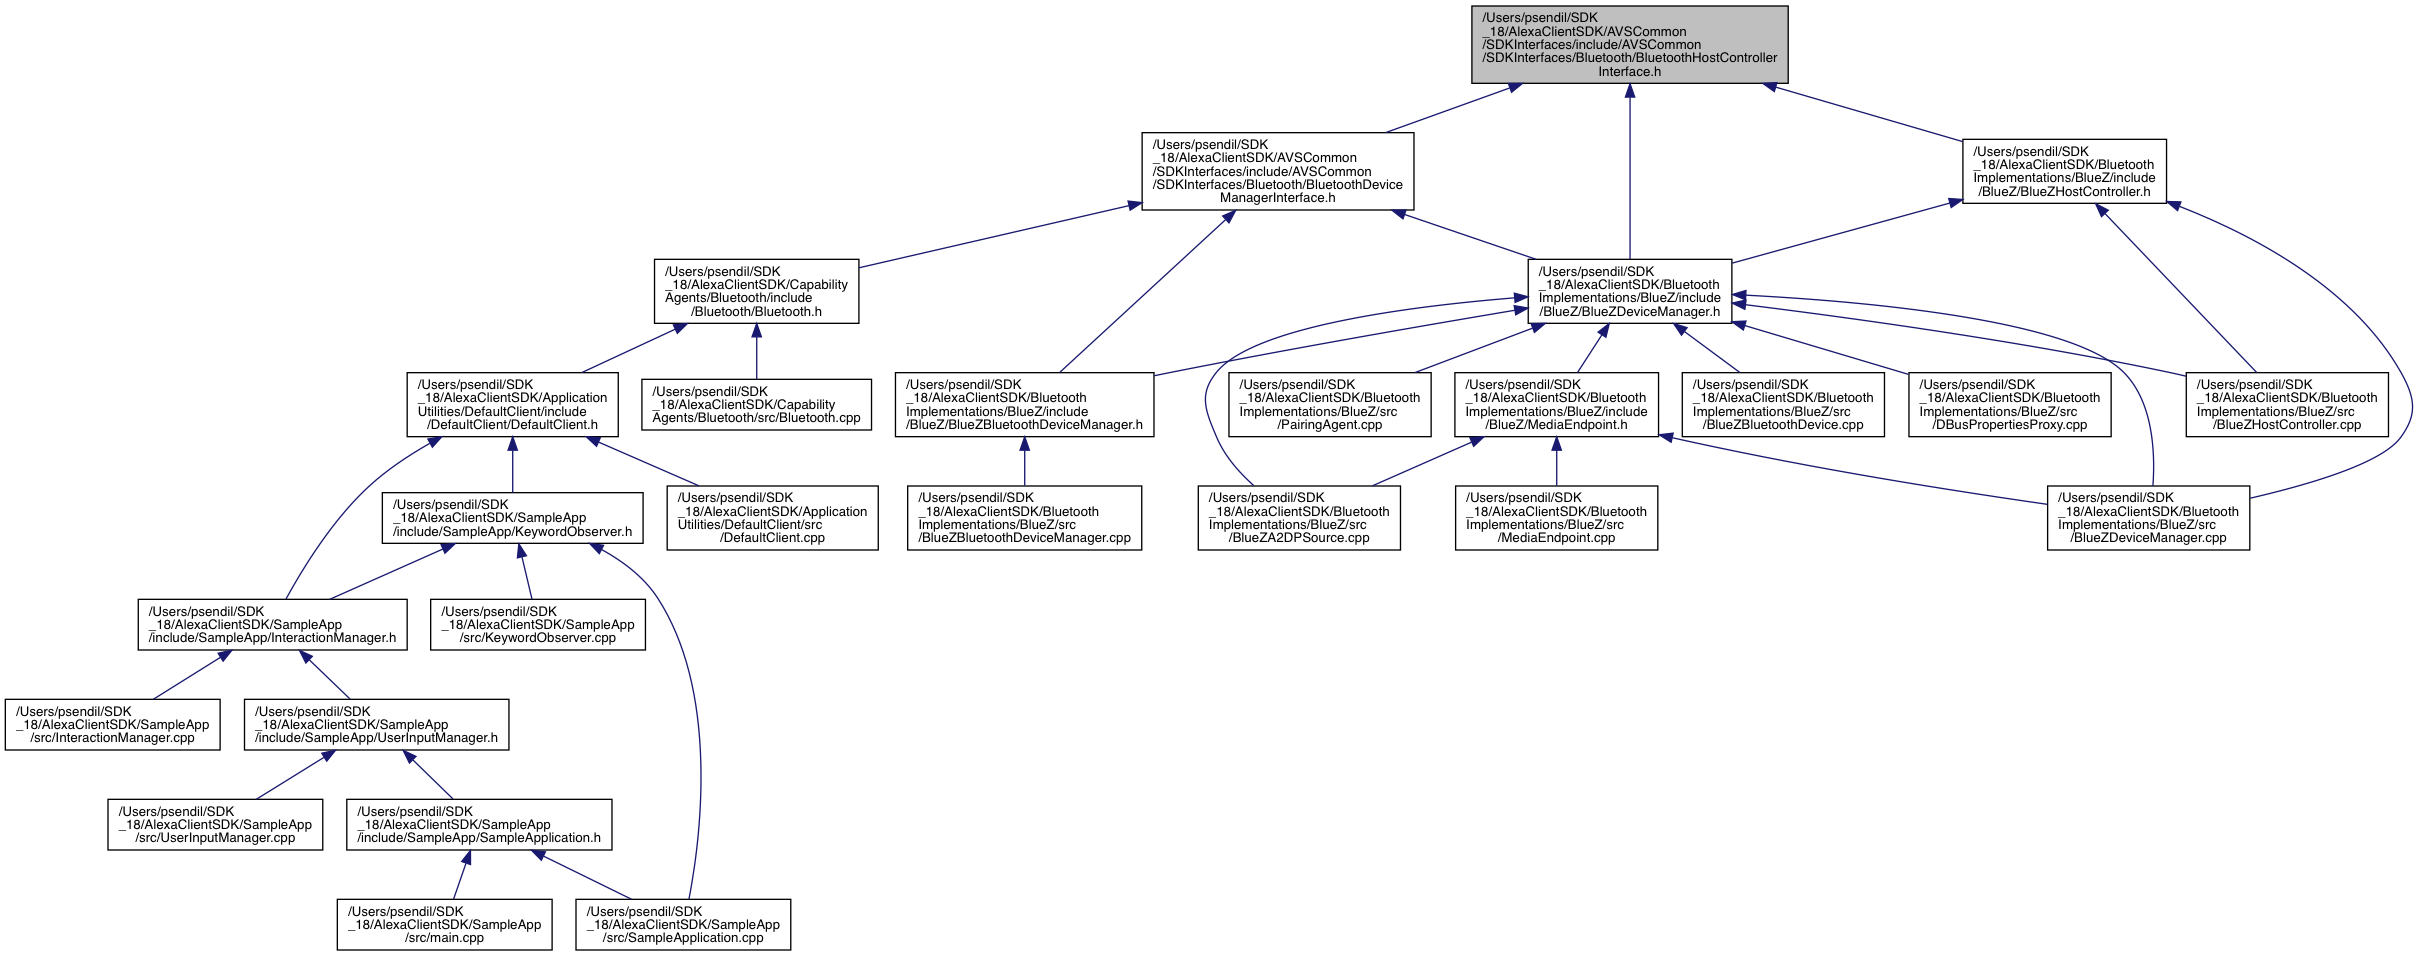 /Users/psendil/SDK
_18/AlexaClientSDK/AVSCommon
/SDKInterfaces/include/AVSCommon
/SDKInterfaces/Bluetooth/BluetoothHostController
Interface.h
/Users/psendil/SDK
_18/AlexaClientSDK/AVSCommon
/SDKInterfaces/include/AVSCommon
/SDKInterfaces/Bluetooth/BluetoothDevice
ManagerInterface.h
/Users/psendil/SDK
_18/AlexaClientSDK/Bluetooth
Implementations/BlueZ/include
/BlueZ/BlueZHostController.h
/Users/psendil/SDK
_18/AlexaClientSDK/Capability
Agents/Bluetooth/include
/Bluetooth/Bluetooth.h
/Users/psendil/SDK
_18/AlexaClientSDK/Bluetooth
Implementations/BlueZ/include
/BlueZ/BlueZDeviceManager.h
/Users/psendil/SDK
_18/AlexaClientSDK/Application
Utilities/DefaultClient/include
/DefaultClient/DefaultClient.h
/Users/psendil/SDK
_18/AlexaClientSDK/Capability
Agents/Bluetooth/src/Bluetooth.cpp
/Users/psendil/SDK
_18/AlexaClientSDK/Bluetooth
Implementations/BlueZ/include
/BlueZ/BlueZBluetoothDeviceManager.h
/Users/psendil/SDK
_18/AlexaClientSDK/Bluetooth
Implementations/BlueZ/src
/PairingAgent.cpp
/Users/psendil/SDK
_18/AlexaClientSDK/Bluetooth
Implementations/BlueZ/include
/BlueZ/MediaEndpoint.h
/Users/psendil/SDK
_18/AlexaClientSDK/Bluetooth
Implementations/BlueZ/src
/BlueZBluetoothDevice.cpp
/Users/psendil/SDK
_18/AlexaClientSDK/Bluetooth
Implementations/BlueZ/src
/DBusPropertiesProxy.cpp
/Users/psendil/SDK
_18/AlexaClientSDK/Bluetooth
Implementations/BlueZ/src
/BlueZHostController.cpp
/Users/psendil/SDK
_18/AlexaClientSDK/SampleApp
/include/SampleApp/KeywordObserver.h
/Users/psendil/SDK
_18/AlexaClientSDK/Application
Utilities/DefaultClient/src
/DefaultClient.cpp
/Users/psendil/SDK
_18/AlexaClientSDK/Bluetooth
Implementations/BlueZ/src
/BlueZBluetoothDeviceManager.cpp
/Users/psendil/SDK
_18/AlexaClientSDK/Bluetooth
Implementations/BlueZ/src
/BlueZA2DPSource.cpp
/Users/psendil/SDK
_18/AlexaClientSDK/Bluetooth
Implementations/BlueZ/src
/MediaEndpoint.cpp
/Users/psendil/SDK
_18/AlexaClientSDK/Bluetooth
Implementations/BlueZ/src
/BlueZDeviceManager.cpp
/Users/psendil/SDK
_18/AlexaClientSDK/SampleApp
/include/SampleApp/InteractionManager.h
/Users/psendil/SDK
_18/AlexaClientSDK/SampleApp
/src/KeywordObserver.cpp
/Users/psendil/SDK
_18/AlexaClientSDK/SampleApp
/src/InteractionManager.cpp
/Users/psendil/SDK
_18/AlexaClientSDK/SampleApp
/include/SampleApp/UserInputManager.h
/Users/psendil/SDK
_18/AlexaClientSDK/SampleApp
/src/UserInputManager.cpp
/Users/psendil/SDK
_18/AlexaClientSDK/SampleApp
/include/SampleApp/SampleApplication.h
/Users/psendil/SDK
_18/AlexaClientSDK/SampleApp
/src/main.cpp
/Users/psendil/SDK
_18/AlexaClientSDK/SampleApp
/src/SampleApplication.cpp